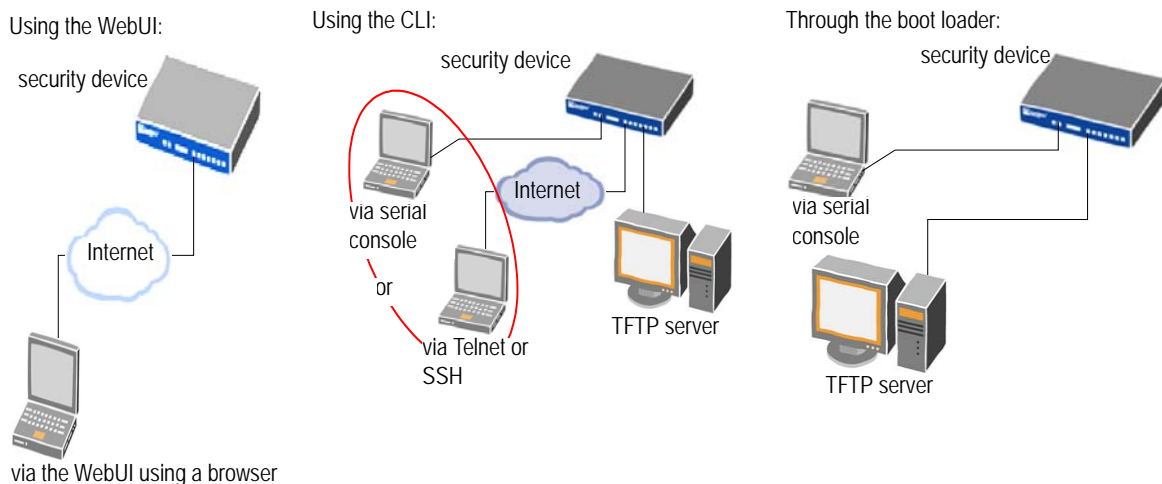 Using the WebUI:
security device
Internet
via the WebUI using a browser
Using the CLI:
security device
via serial
console
or
Internet
via Telnet or
SSH
TFTP server
Through the boot loader:
security device
via serial
console
TFTP server